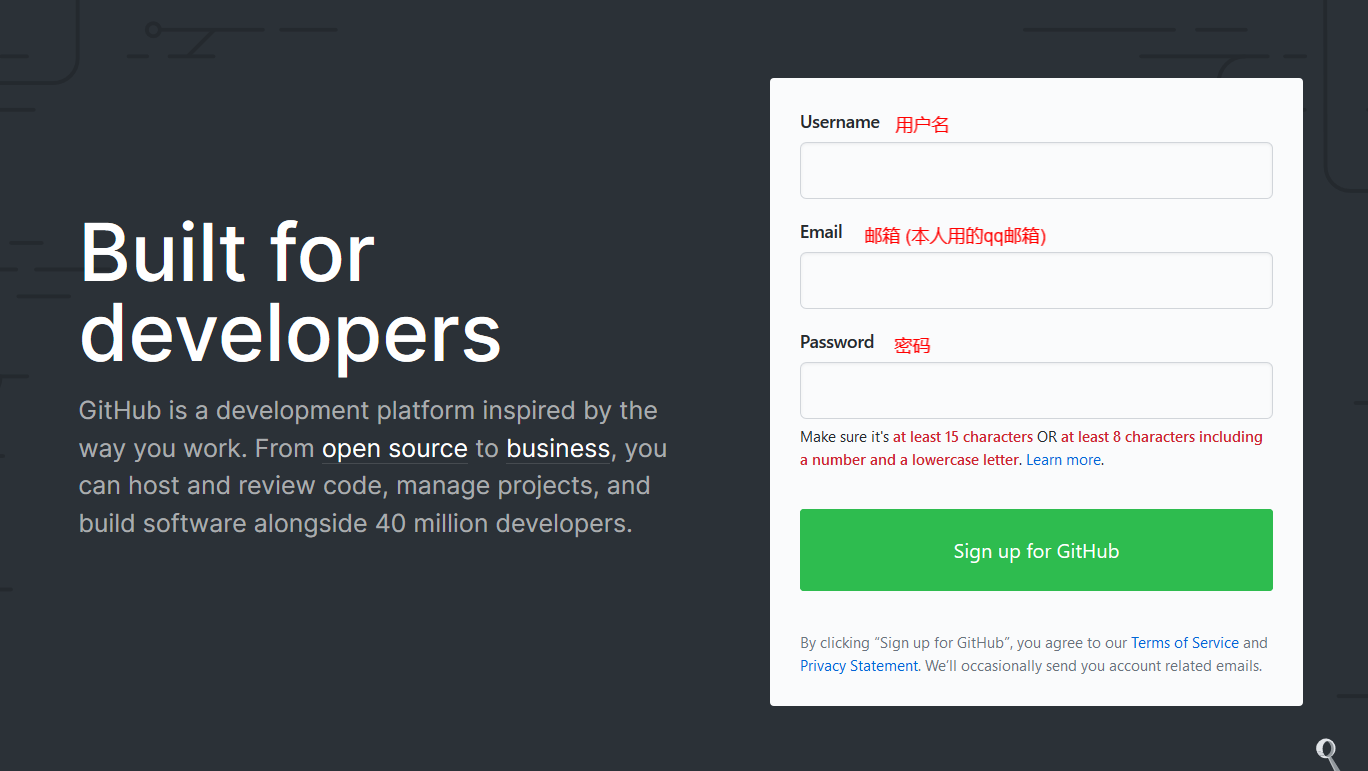 Built for
developers
GitHub is a development platform inspired by the
way you work. From open source to business, you
can host and review code, manage projects, and
build software alongside 40 million developers.
Username 用户名
Email 邮箱 (本人用的qq邮箱)
Password 密码
Make sure it's at least 15 characters OR at least 8 characters including
a number and a lowercase letter. Learn more.
Sign up for GitHub
By clicking “Sign up for GitHub”, you agree to our Terms of Service and
Privacy Statement. We’ll occasionally send you account related emails.